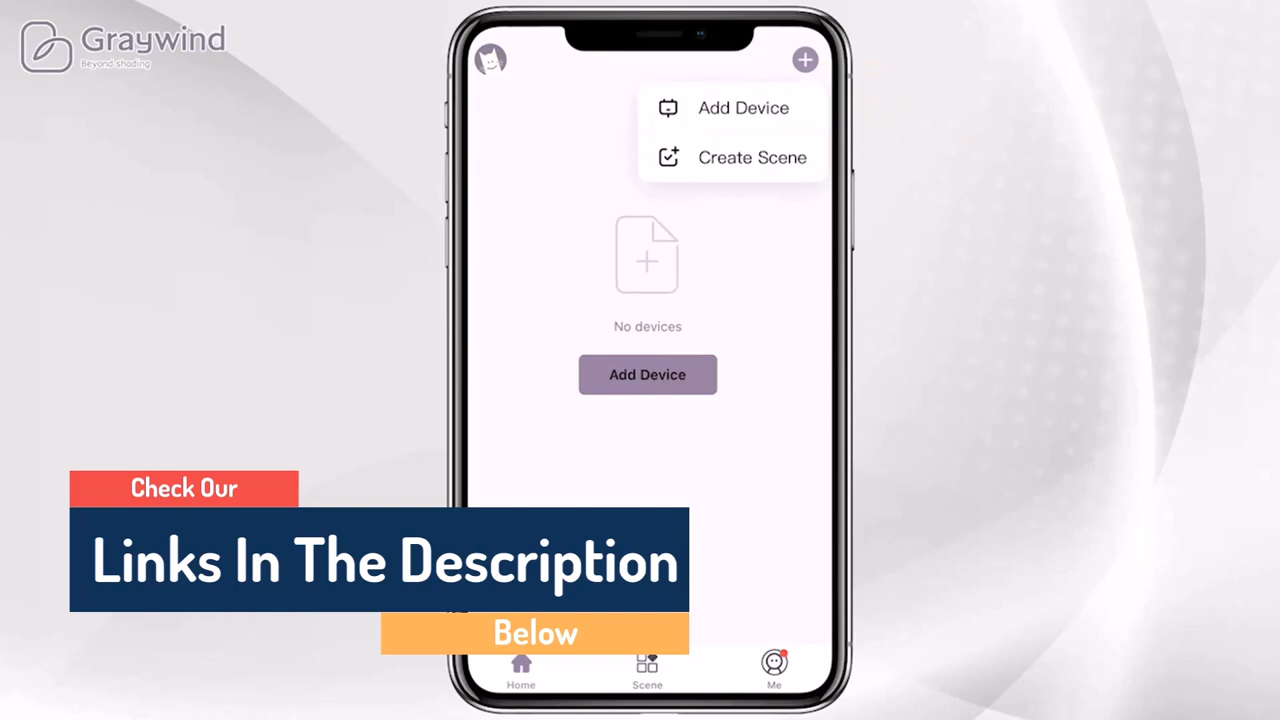 Graywind
Beyond shading
Add Device
Create Scene
No devices
Add Device
Check Our
Links In The Description
Below
Home
Scene
Me